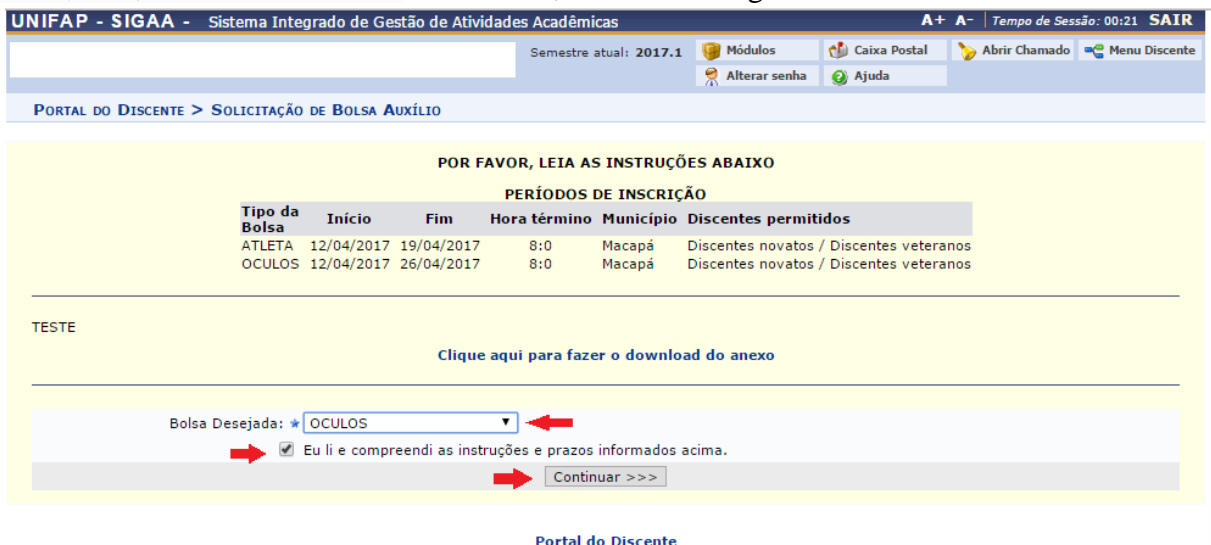 UNIFAP - SIGAA - Sistema Integrado de Gestão de Atividades Acadêmicas A+ A- Tempo de Sessão: 00:21 SAIR
Semestre atual: 2017.1 Módulos Caixa Postal Abrir Chamado Menu Discente
Alterar senha Ajuda
PORTAL DO DISCENTE > SOLICITAÇÃO DE BOLSA AUXÍLIO
POR FAVOR, LEIA AS INSTRUÇÕES ABAIXO
PERÍODOS DE INSCRIÇÃO
Tipo da Bolsa Início Fim Hora término Município Discentes permitidos
ATLETA 12/04/2017 19/04/2017 8:0 Macapá Discentes novatos / Discentes veteranos
OCULOS 12/04/2017 26/04/2017 8:0 Macapá Discentes novatos / Discentes veteranos
TESTE
Clique aqui para fazer o download do anexo
Bolsa Desejada: OCULOS
Eu li e compreendi as instruções e prazos informados acima.
Continuar >>>
Portal do Discente